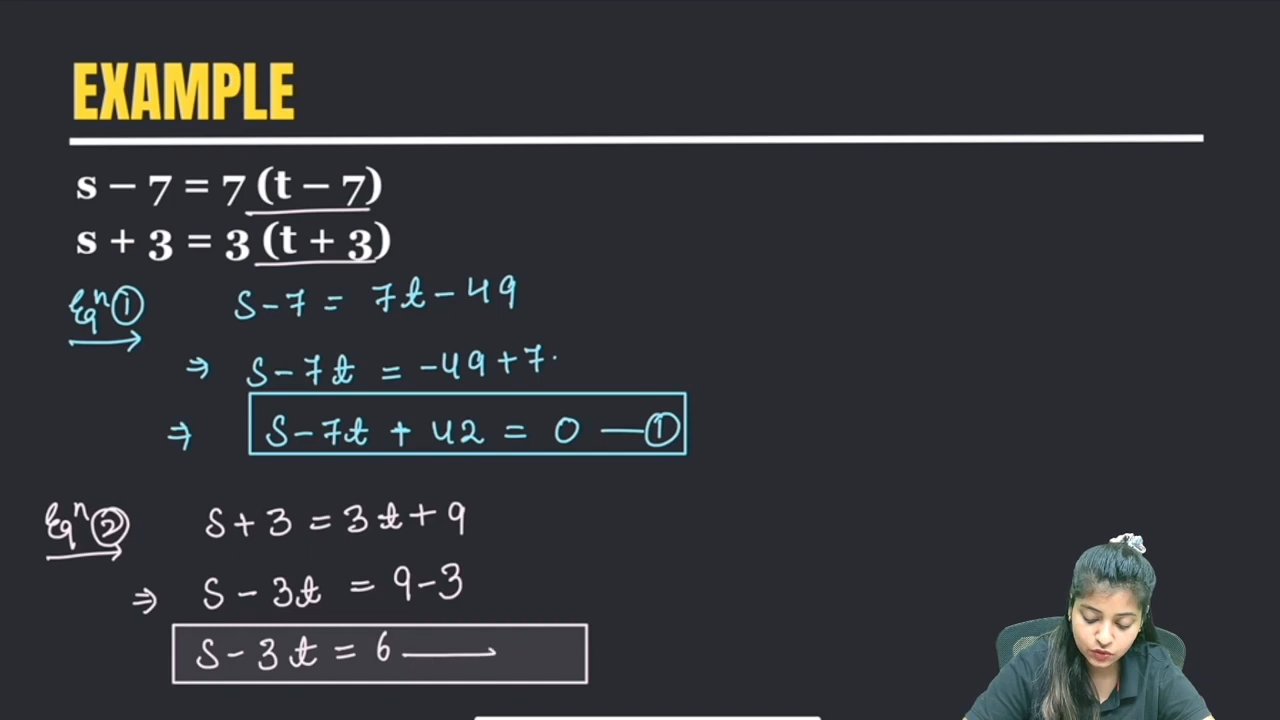 EXAMPLE
s – 7 = 7 (t – 7)
s + 3 = 3 (t + 3)
Eqⁿ ① S - 7 = 7t - 49
⇒ S - 7t = -49 + 7.
⇒ S - 7t + 42 = 0 — ①
Eqⁿ ② S + 3 = 3t + 9
⇒ S - 3t = 9 - 3
S - 3t = 6 —